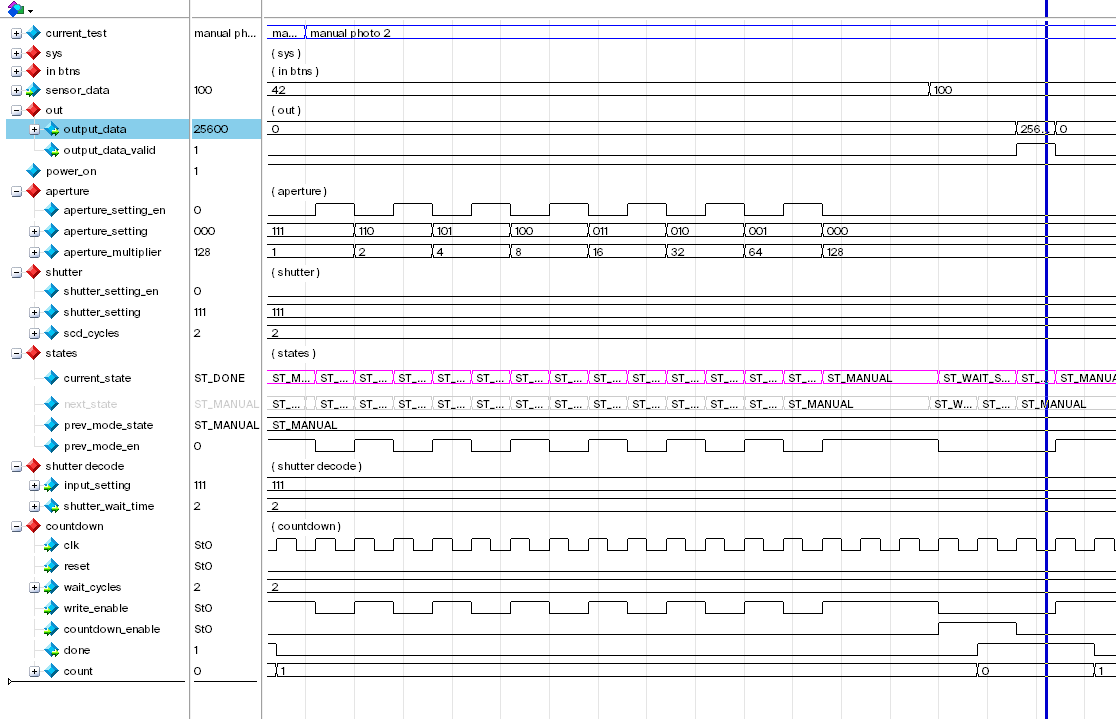 current_test manual ph... ma... manual photo 2
sys ( sys )
in btns ( in btns )
sensor_data 100 42 100
out ( out )
output_data 25600 0 256... 0
output_data_valid 1
power_on 1
aperture ( aperture )
aperture_setting_en 0
aperture_setting 000 111 110 101 100 011 010 001 000
aperture_multiplier 128 1 2 4 8 16 32 64 128
shutter ( shutter )
shutter_setting_en 0
shutter_setting 111 111
scd_cycles 2 2
states ( states )
current_state ST_DONE ST_M... ST_... ST_... ST_... ST_... ST_... ST_... ST_... ST_... ST_... ST_... ST_... ST_... ST_... ST_MANUAL ST_WAIT_S... ST_... ST_MANUA
next_state ST_MANUAL ST_... ST_... ST_... ST_... ST_... ST_... ST_... ST_... ST_... ST_... ST_... ST_... ST_... ST_MANUAL ST_W... ST_... ST_MANUAL
prev_mode_state ST_MANUAL ST_MANUAL
prev_mode_en 0
shutter decode ( shutter decode )
input_setting 111 111
shutter_wait_time 2 2
countdown ( countdown )
clk St0
reset St0
wait_cycles 2 2
write_enable St0
countdown_enable St0
done 1
count 0 1 0 1